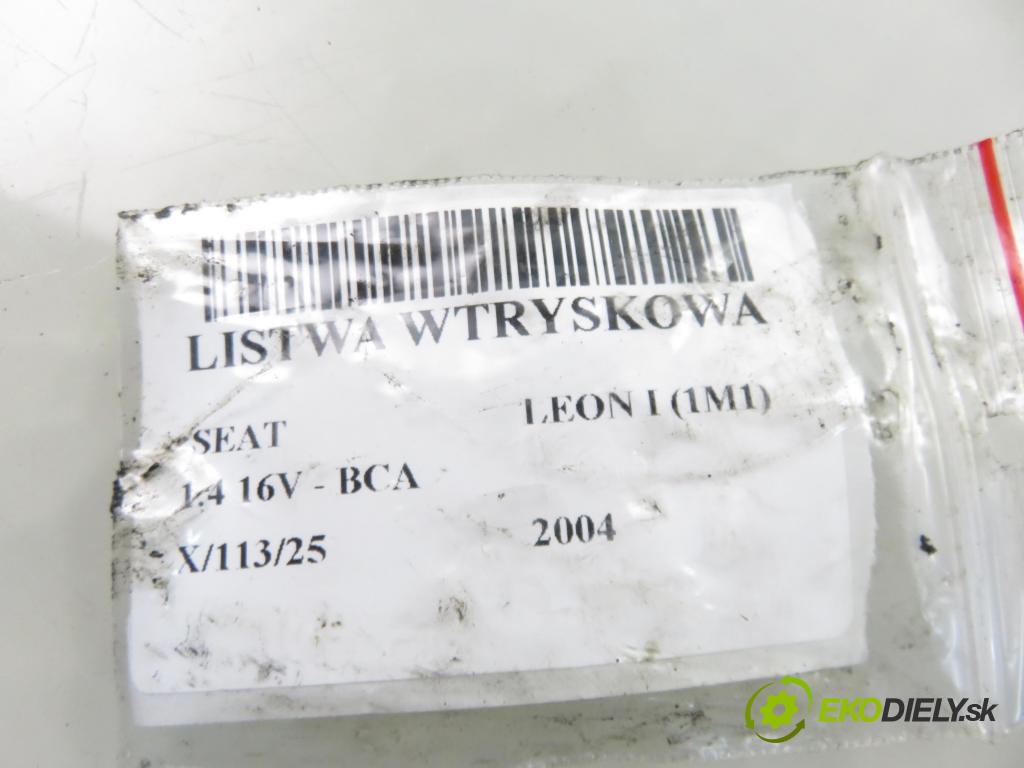 LISTWA WTRYSKOWA
SEAT LEON I (1M1)
1.4 16V - BCA
X/113/25 2004
EKODIELY.sk